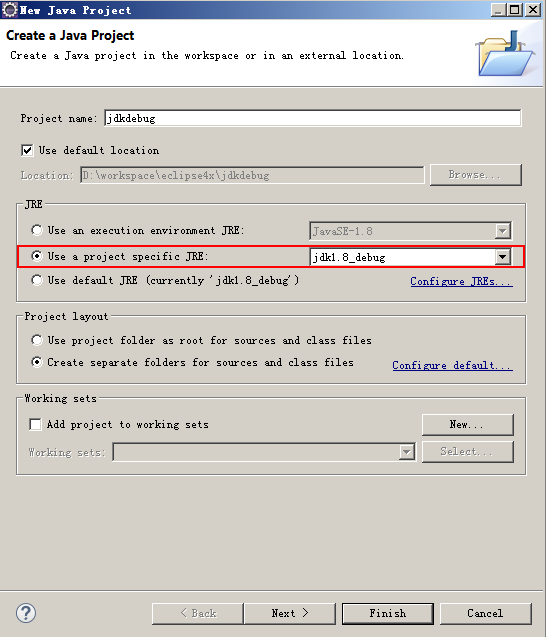 New Java Project
Create a Java Project
Create a Java project in the workspace or in an external location.
Project name: jdkdebug
Use default location
Location: D:\workspace\eclipse4x\jdkdebug Browse...
JRE
Use an execution environment JRE: JavaSE-1.8
Use a project specific JRE: jdk1.8_debug
Use default JRE (currently 'jdk1.8_debug') Configure JREs...
Project layout
Use project folder as root for sources and class files
Create separate folders for sources and class files Configure default...
Working sets
Add project to working sets New...
Working sets: Select...
? < Back Next > Finish Cancel